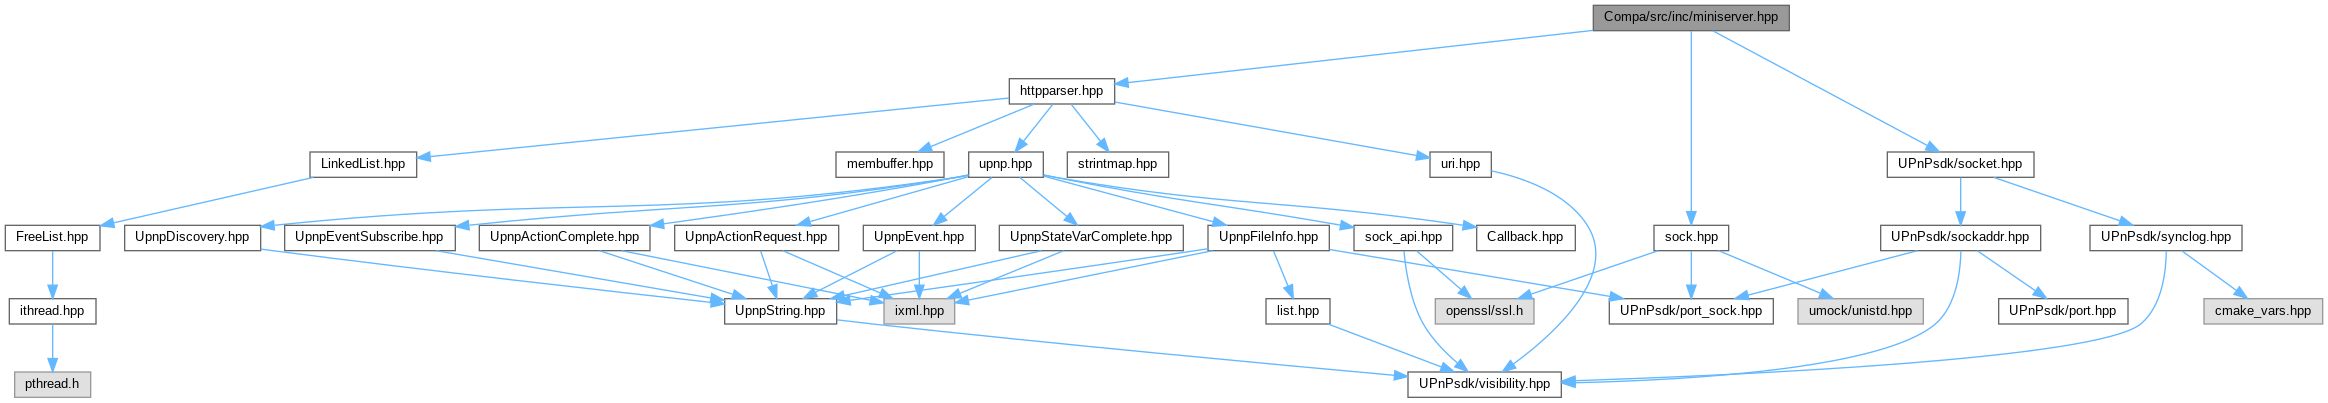 Compa/src/inc/miniserver.hpp
httpparser.hpp
LinkedList.hpp
membuffer.hpp
upnp.hpp
strintmap.hpp
uri.hpp
UPnPsdk/socket.hpp
FreeList.hpp
UpnpDiscovery.hpp
UpnpEventSubscribe.hpp
UpnpActionComplete.hpp
UpnpActionRequest.hpp
UpnpEvent.hpp
UpnpStateVarComplete.hpp
UpnpFileInfo.hpp
sock_api.hpp
Callback.hpp
sock.hpp
UPnPsdk/sockaddr.hpp
UPnPsdk/synclog.hpp
ithread.hpp
UpnpString.hpp
ixml.hpp
list.hpp
openssl/ssl.h
UPnPsdk/port_sock.hpp
umock/unistd.hpp
UPnPsdk/port.hpp
cmake_vars.hpp
pthread.h
UPnPsdk/visibility.hpp